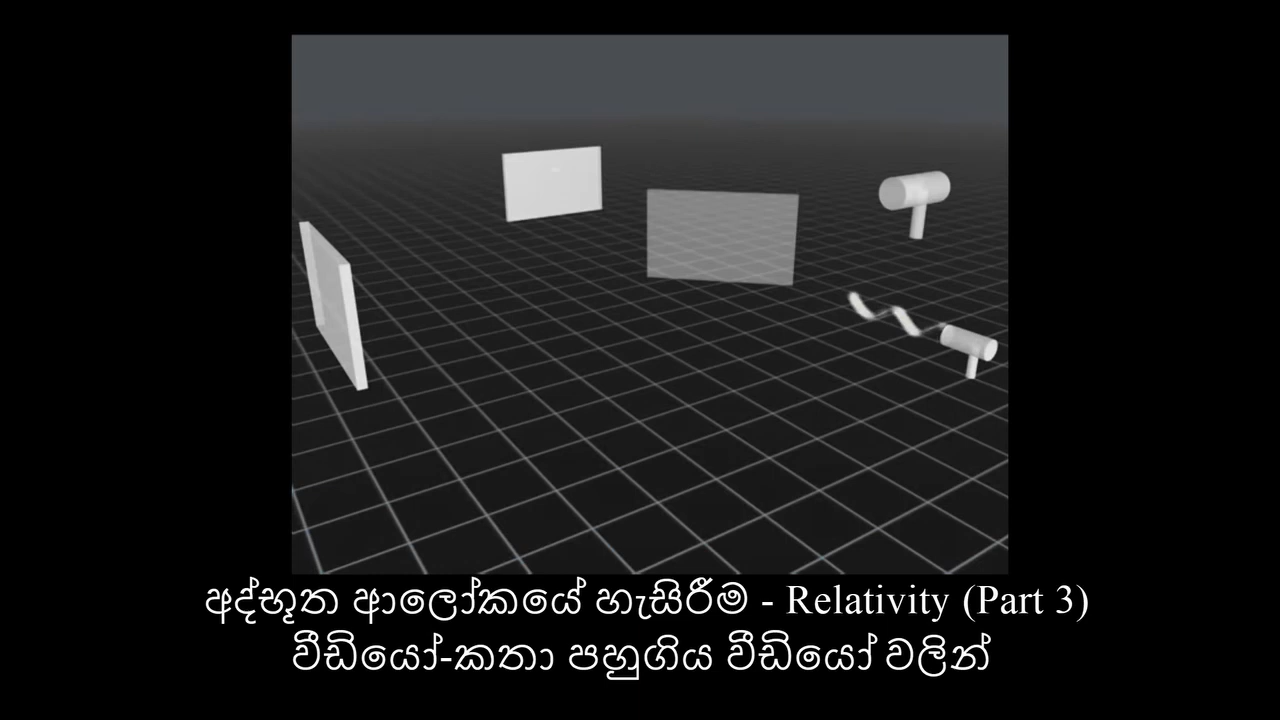 අද්භූත ආලෝකයේ හැසිරීම - Relativity (Part 3)
වීඩියෝ-කතා පහුගිය වීඩියෝ වලින්